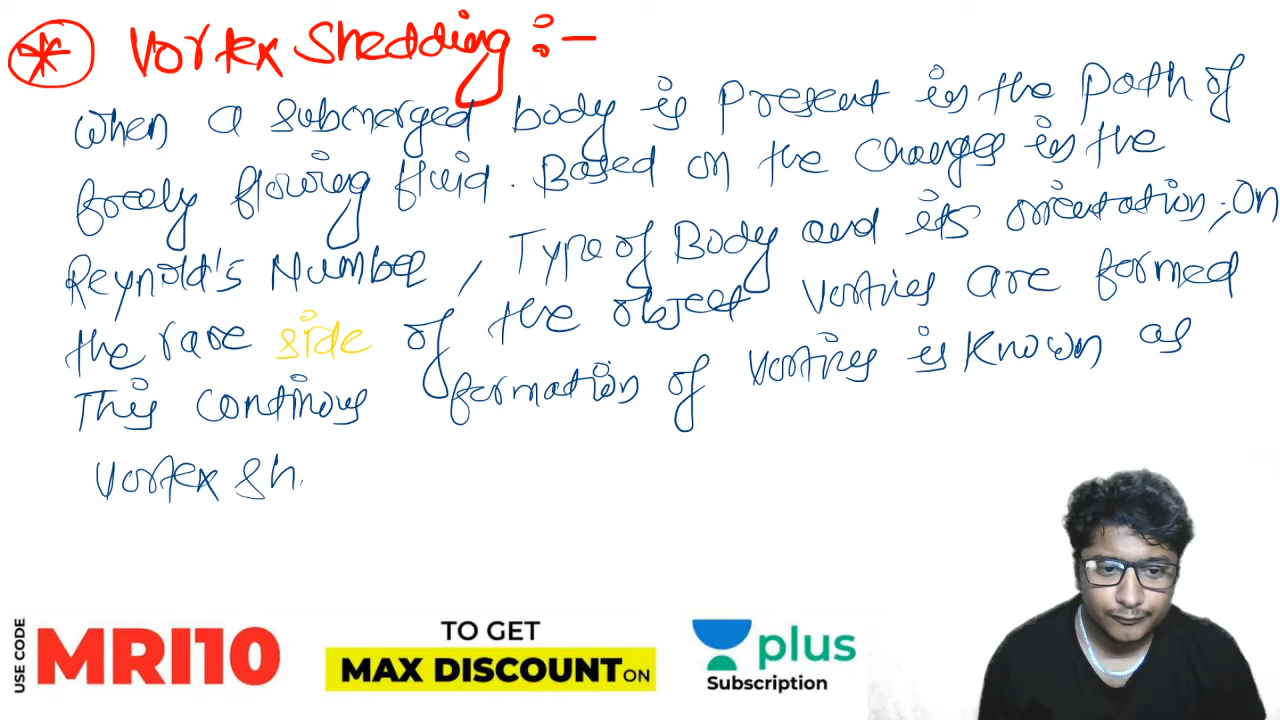 * Vortex Shedding :-
when a submerged body is present in the path of
freely flowing fluid. Based on the changes in the
Reynold's Number, Type of Body and its orientation, on
the rare side of the object vortices are formed
This continous formation of vortices is known as
Vortex sh
USE CODE
MRI10
TO GET
MAX DISCOUNT ON
plus
Subscription